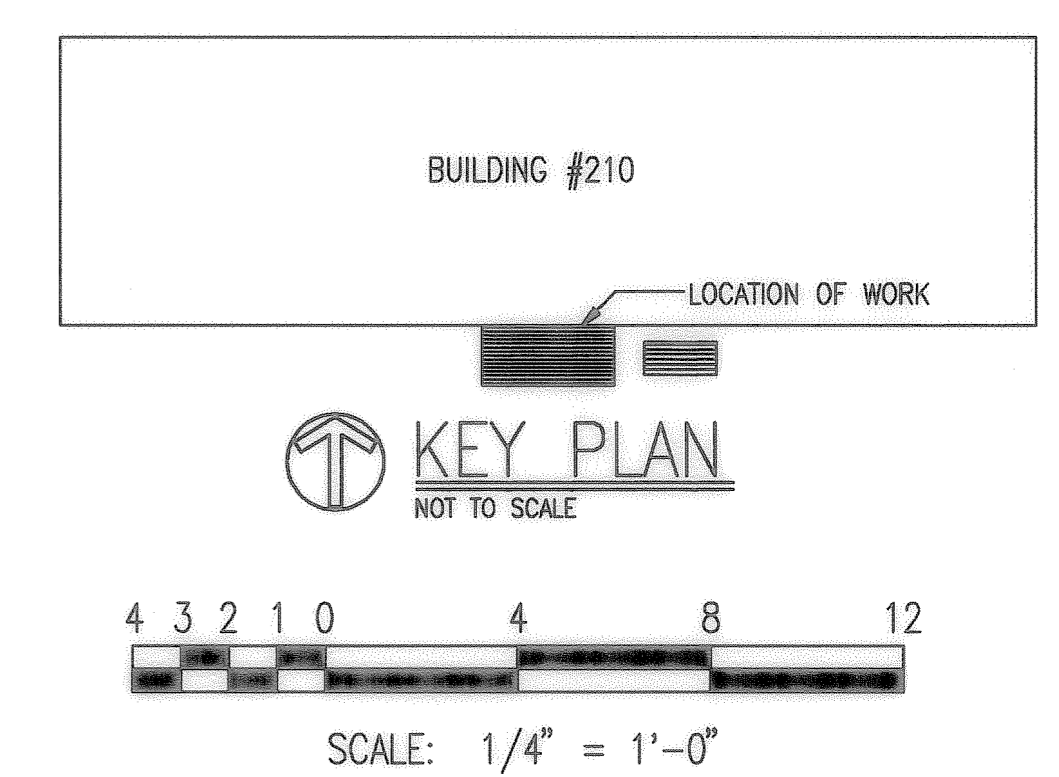 BUILDING #210
LOCATION OF WORK
KEY PLAN
NOT TO SCALE
4 3 2 1 0 4 8 12
SCALE: 1/4" = 1'-0"